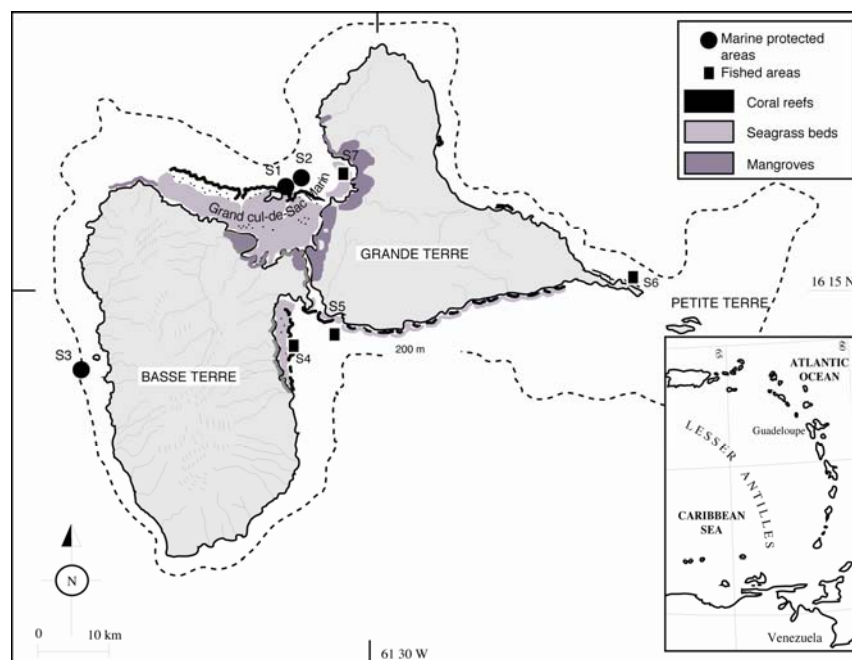 Marine protected
areas
Fished areas
Coral reefs
Seagrass beds
Mangroves
S1
S2
S7
Grand cul-de-Sac Marin
GRANDE TERRE
S6
16 15 N
PETITE TERRE
S5
S4
200 m
S3
BASSE TERRE
65
60
ATLANTIC
OCEAN
Guadeloupe
LESSER
ANTILLES
CARIBBEAN
SEA
Venezuela
N
0 10 km
61 30 W